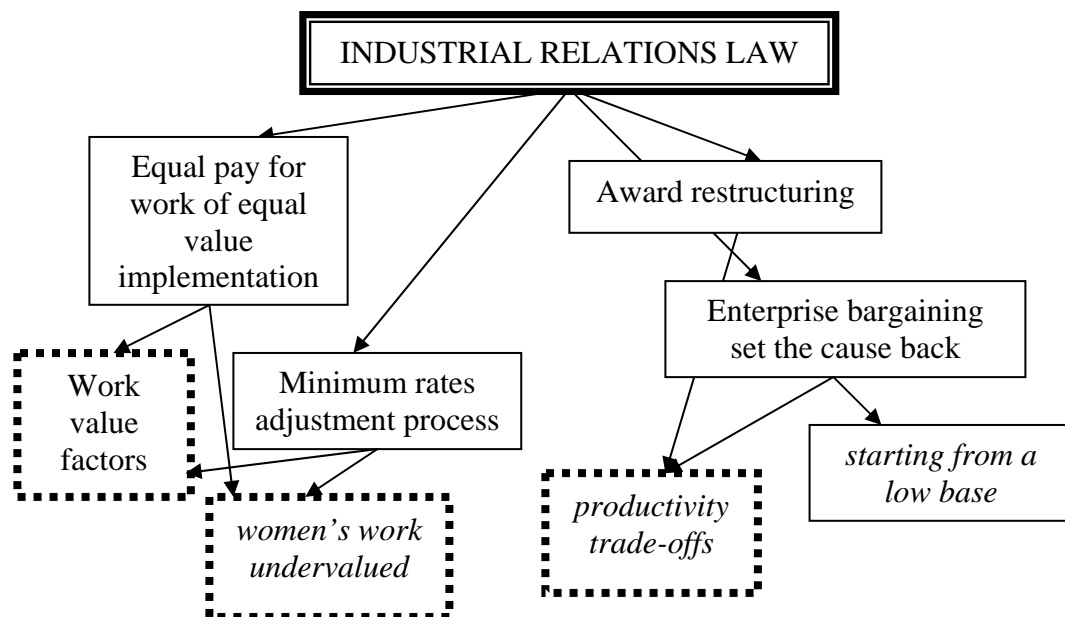 INDUSTRIAL RELATIONS LAW
Equal pay for
work of equal
value
implementation
Award restructuring
Enterprise bargaining
set the cause back
Work
value
factors
Minimum rates
adjustment process
starting from a
low base
women’s work
undervalued
productivity
trade-offs